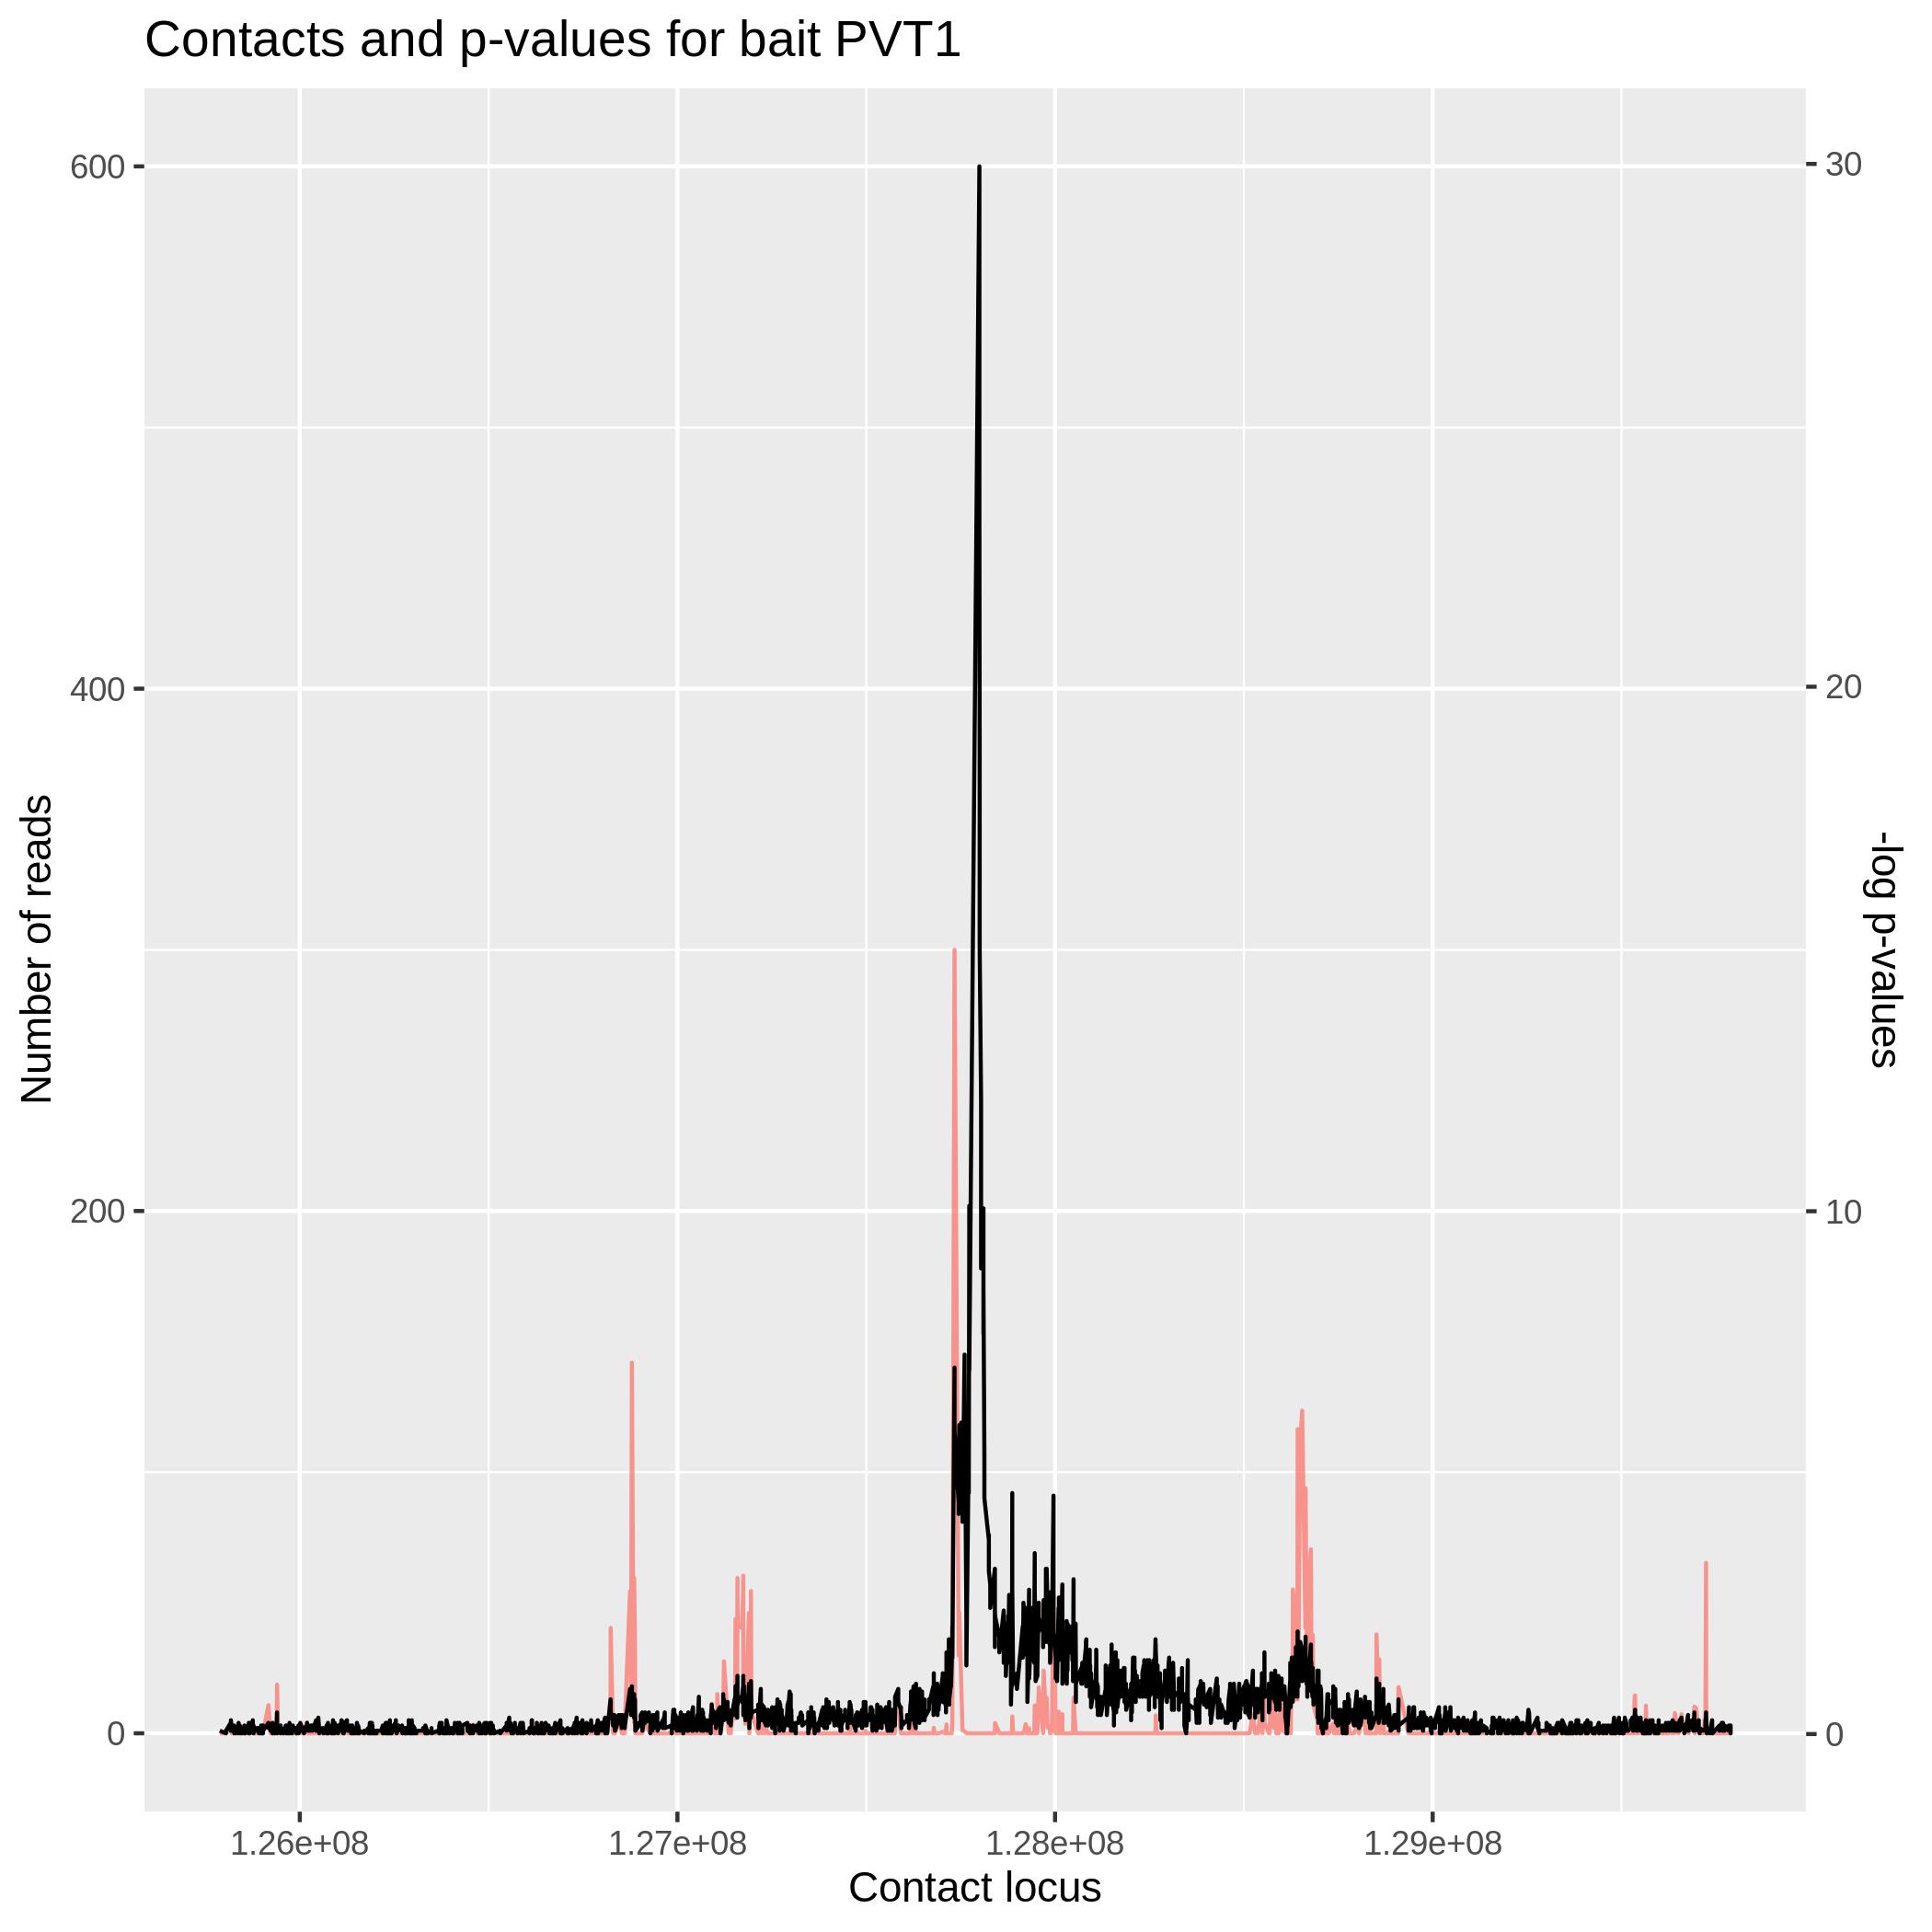 Contacts and p-values for bait PVT1
600
400
200
0
30
20
10
0
Number of reads
-log p-values
1.26e+08
1.27e+08
1.28e+08
1.29e+08
Contact locus